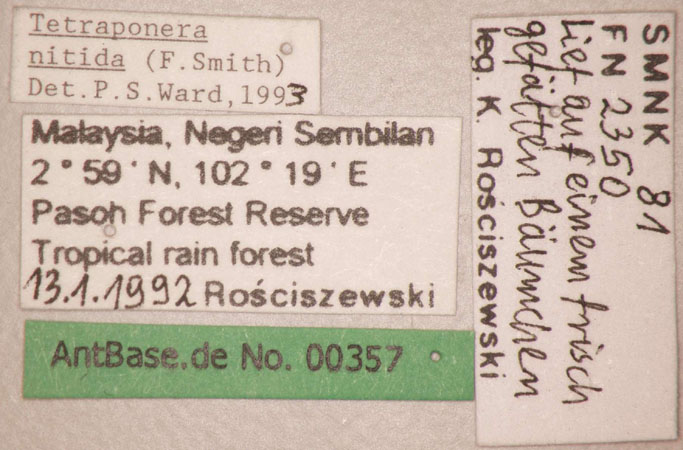 Tetraponera
nitida (F.Smith)
Det.P.S.Ward,1993
Malaysia, Negeri Sembilan
2° 59' N, 102° 19' E
Pasoh Forest Reserve
Tropical rain forest
13.1.1992 Rościszewski
AntBase.de No. 00357
SMNK 81
FN 2350
Lief auf einem frisch
gefällten Bäumchen
leg. K. Rościszewski